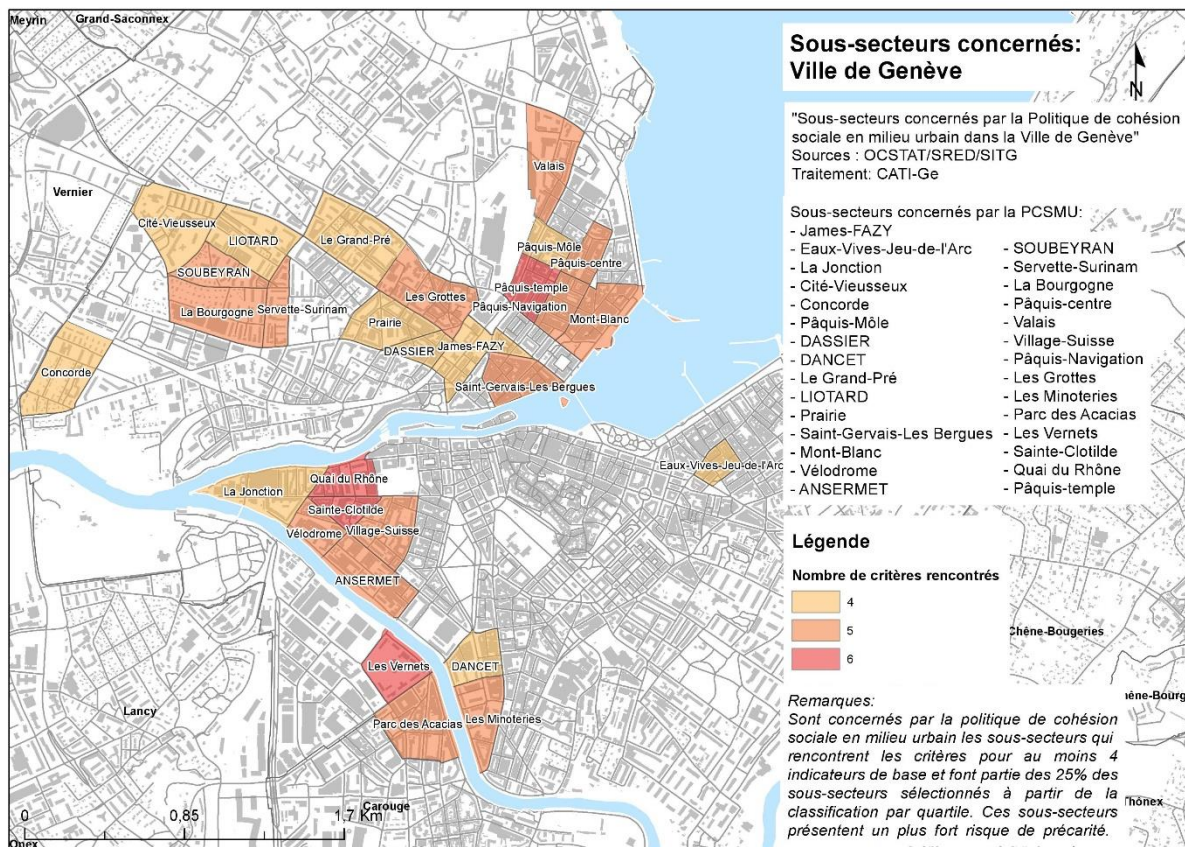 Meyrin
Grand-Saconnex
Sous-secteurs concernés:
Ville de Genève
N
"Sous-secteurs concernés par la Politique de cohésion
sociale en milieu urbain dans la Ville de Genève"
Sources : OCSTAT/SRED/SITG
Traitement: CATI-Ge
Sous-secteurs concernés par la PCSMU:
- James-FAZY
- Eaux-Vives-Jeu-de-l'Arc
- La Jonction
- Cité-Vieusseux
- Concorde
- Pâquis-Môle
- DASSIER
- DANCET
- Le Grand-Pré
- LIOTARD
- Prairie
- Saint-Gervais-Les Bergues
- Mont-Blanc
- Vélodrome
- ANSERMET
- SOUBEYRAN
- Servette-Surinam
- La Bourgogne
- Pâquis-centre
- Valais
- Village-Suisse
- Pâquis-Navigation
- Les Grottes
- Les Minoteries
- Parc des Acacias
- Les Vernets
- Sainte-Clotilde
- Quai du Rhône
- Pâquis-temple
Légende
Nombre de critères rencontrés
4
5
6
Remarques:
Sont concernés par la politique de cohésion
sociale en milieu urbain les sous-secteurs qui
rencontrent les critères pour au moins 4
indicateurs de base et font partie des 25% des
sous-secteurs sélectionnés à partir de la
classification par quartile. Ces sous-secteurs
présentent un plus fort risque de précarité.
Vernier
Valais
Cité-Vieusseux
LIOTARD
Le Grand-Pré
Pâquis-Môle
Pâquis-centre
SOUBEYRAN
Pâquis-temple
Les Grottes
Pâquis-Navigation
La Bourgogne
Servette-Surinam
Mont-Blanc
Prairie
James-FAZY
DASSIER
Concorde
Saint-Gervais-Les Bergues
Eaux-Vives-Jeu-de-l'Arc
Quai du Rhône
La Jonction
Sainte-Clotilde
Vélodrome
Village-Suisse
ANSERMET
Chêne-Bougeries
Les Vernets
DANCET
hêne-Bourg
Lancy
Les Minoteries
Parc des Acacias
Thônex
Carouge
0
0,85
1,7 Km
Onex